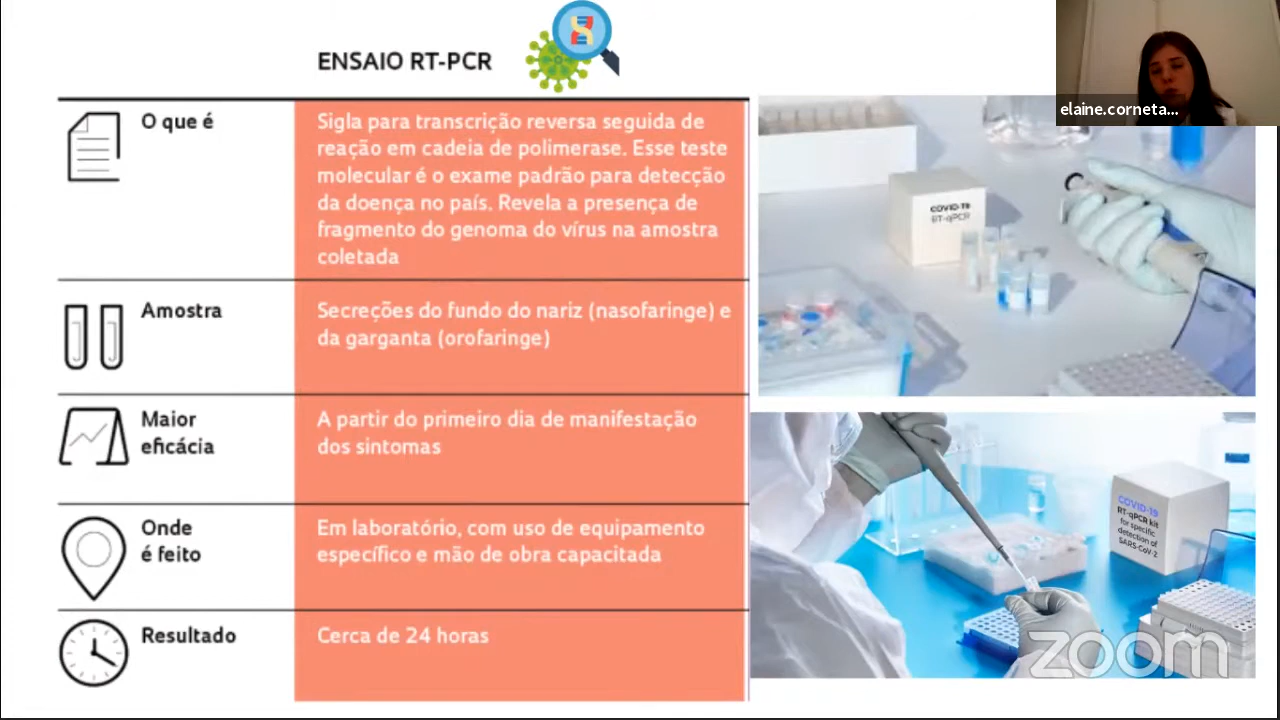 ENSAIO RT-PCR
elaine.corneta...
O que é
Sigla para transcrição reversa seguida de
reação em cadeia de polimerase. Esse teste
molecular é o exame padrão para detecção
da doença no país. Revela a presença de
fragmento do genoma do vírus na amostra
coletada
Amostra
Secreções do fundo do nariz (nasofaringe) e
da garganta (orofaringe)
Maior
eficácia
A partir do primeiro dia de manifestação
dos sintomas
Onde
é feito
Em laboratório, com uso de equipamento
específico e mão de obra capacitada
Resultado
Cerca de 24 horas
COVID-19
RT-qPCR
COVID-19
RT-qPCR kit
for specific
detection of
SARS-CoV-2
zoom